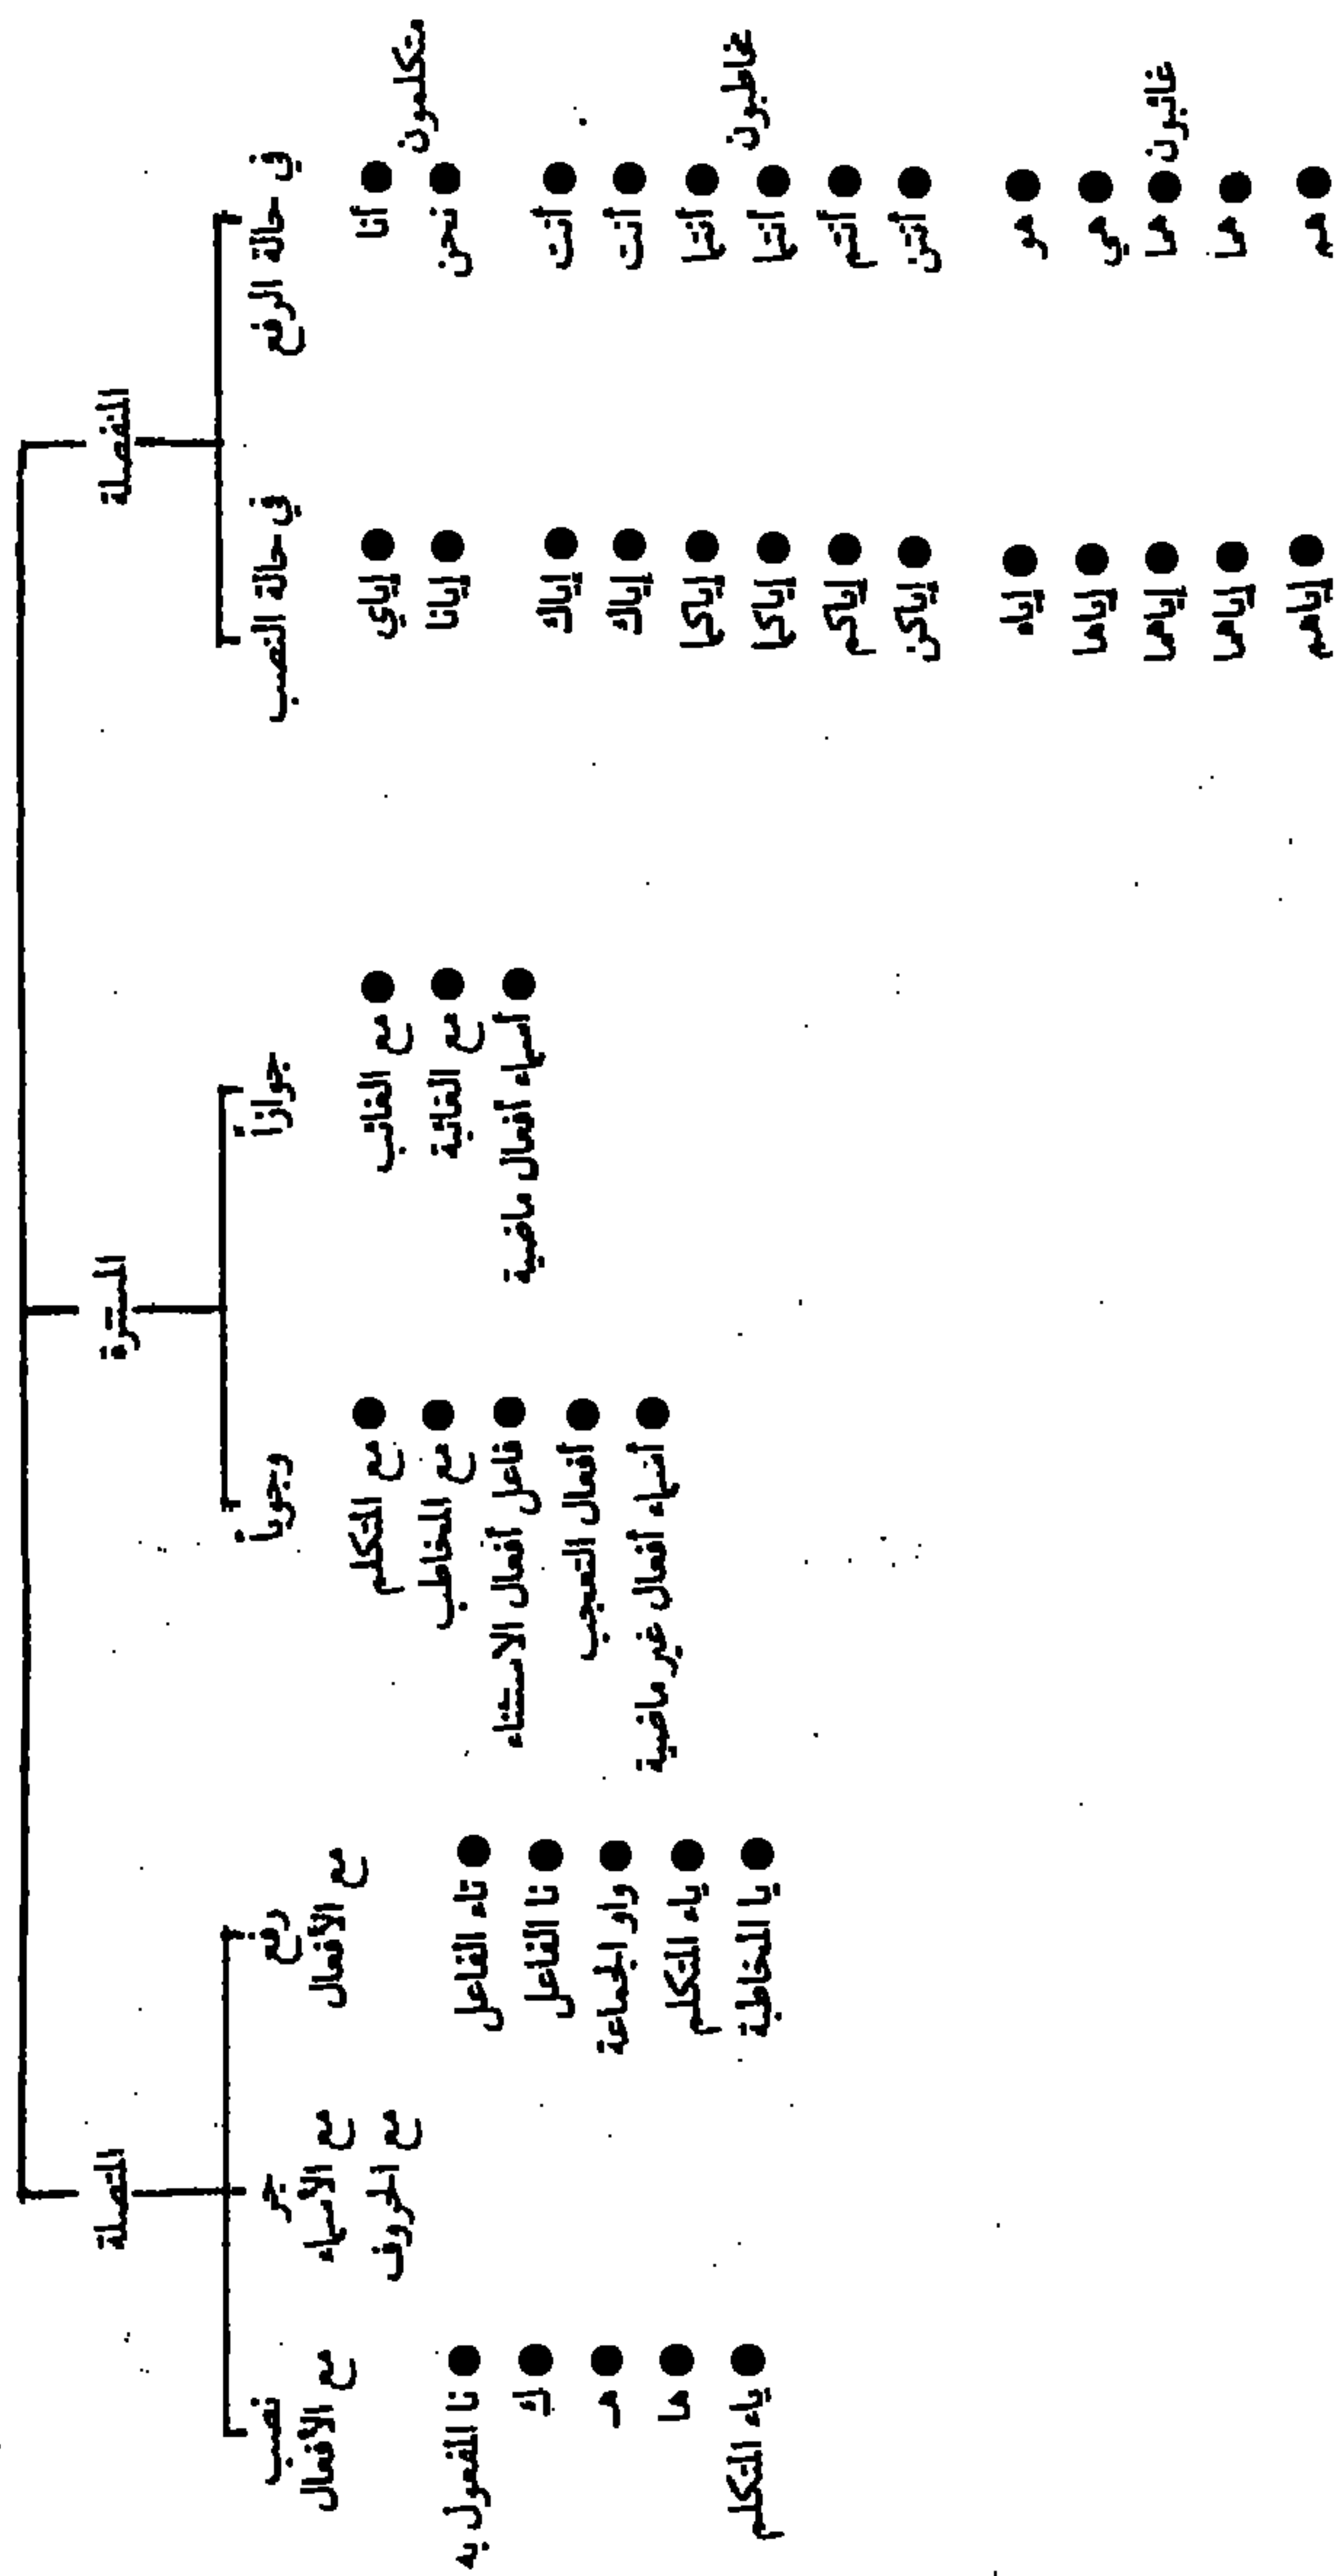 المنفصلة
في حالة الرفع
متكلمون
● أنا
● نحن
مخاطبون
● أنت
● أنت
● أنتما
● أنتما
● أنتم
● أنتن
غائبون
● هو
● هي
● هما
● هما
● هم
في حالة النصب
● إياي
● إيانا
● إياك
● إياك
● إياكما
● إياكما
● إياكم
● إياكن
● إياه
● إياها
● إياهما
● إياهما
● إياهم
المستترة
جوازاً
● مع الغائب
● مع الغائبة
● أسماء أفعال ماضية
وجوباً
● مع المتكلم
● مع المخاطب
● فاعل أفعال الاستثناء
● أفعال التعجب
● أسماء أفعال غير ماضية
المتصلة
رفع
مع الأفعال
● تاء الفاعل
● نا الفاعل
● واو الجماعة
● ياء المتكلم
● يا المخاطبة
جر
مع الأسماء
مع الحروف
نصب
مع الأفعال
● نا المفعول به
● ك
● هـ
● ها
● ياء المتكلم